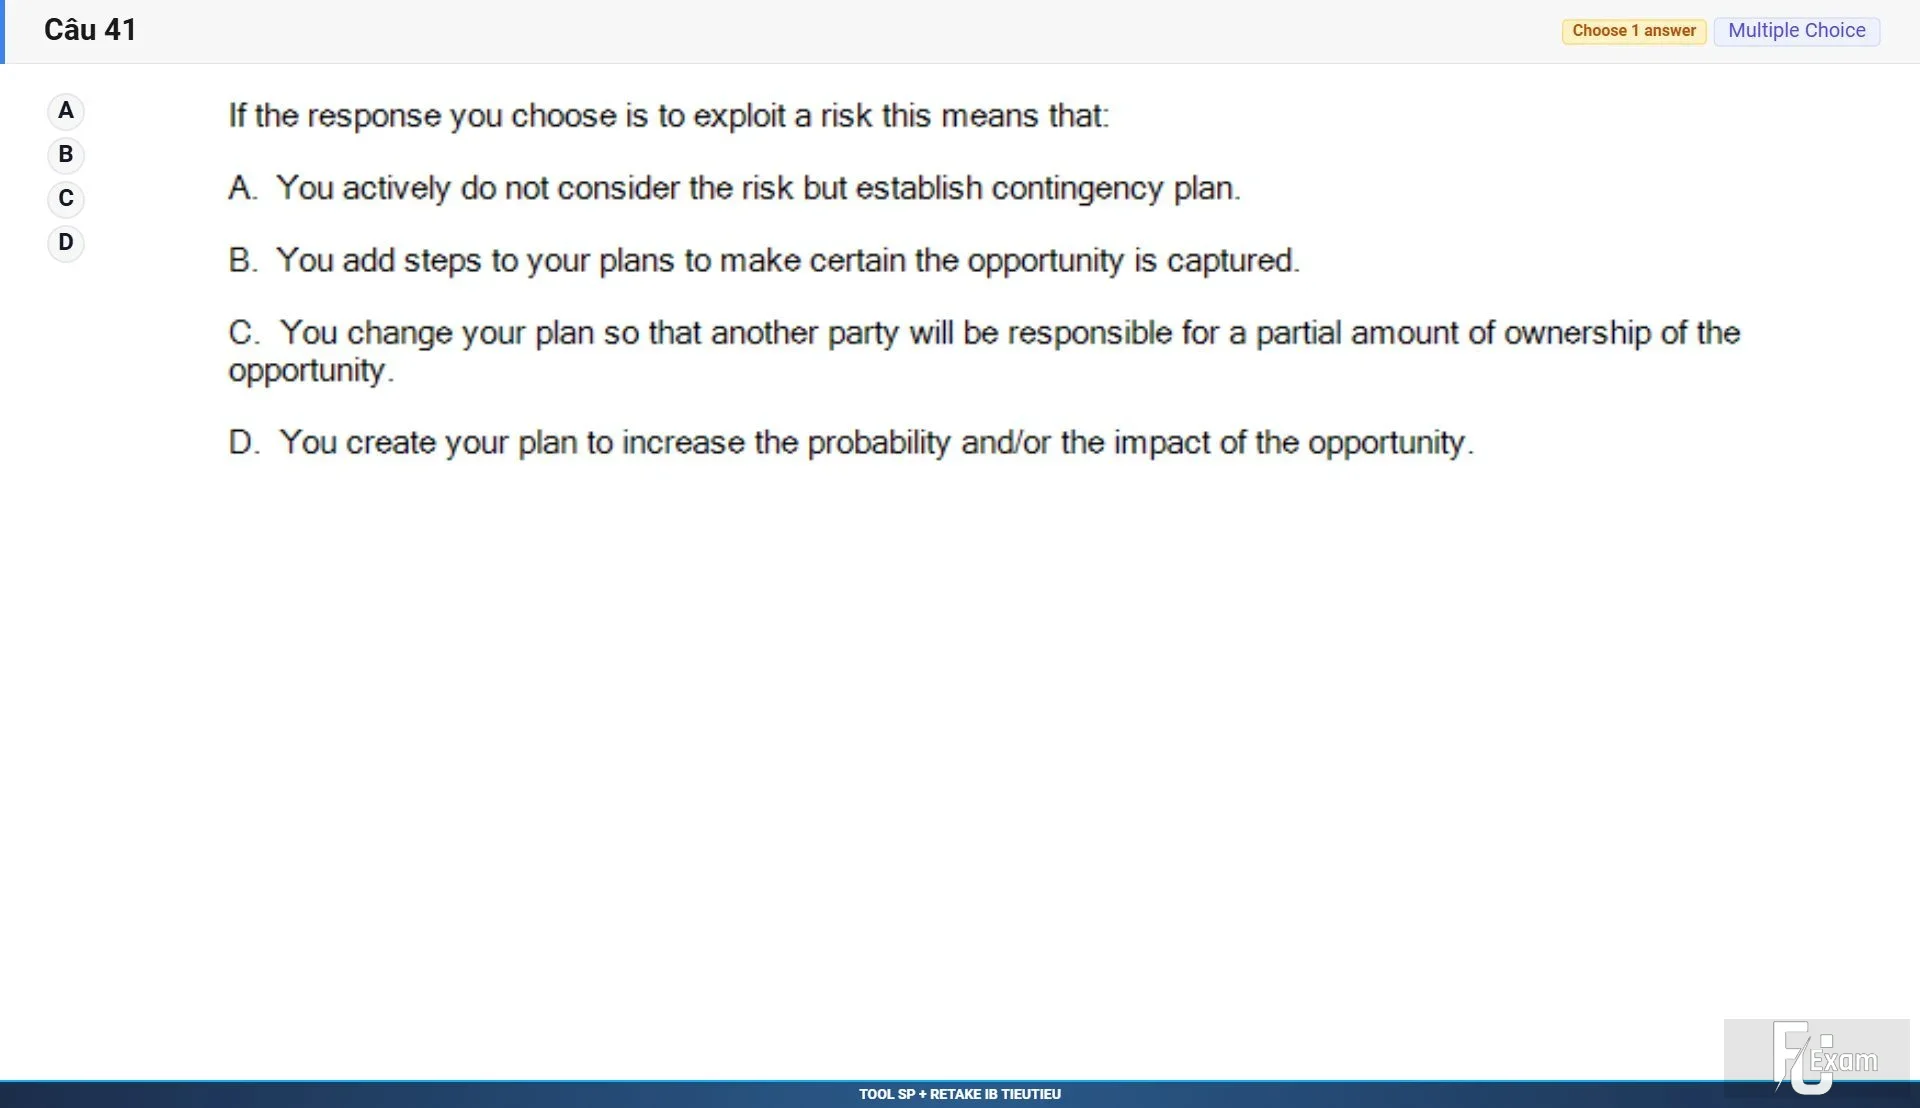 Câu 41
Choose 1 answer
Multiple Choice
A
B
C
D
If the response you choose is to exploit a risk this means that:
A. You actively do not consider the risk but establish contingency plan.
B. You add steps to your plans to make certain the opportunity is captured.
C. You change your plan so that another party will be responsible for a partial amount of ownership of the
opportunity.
D. You create your plan to increase the probability and/or the impact of the opportunity.
FU Exam
TOOL SP + RETAKE IB TIEUTIEU